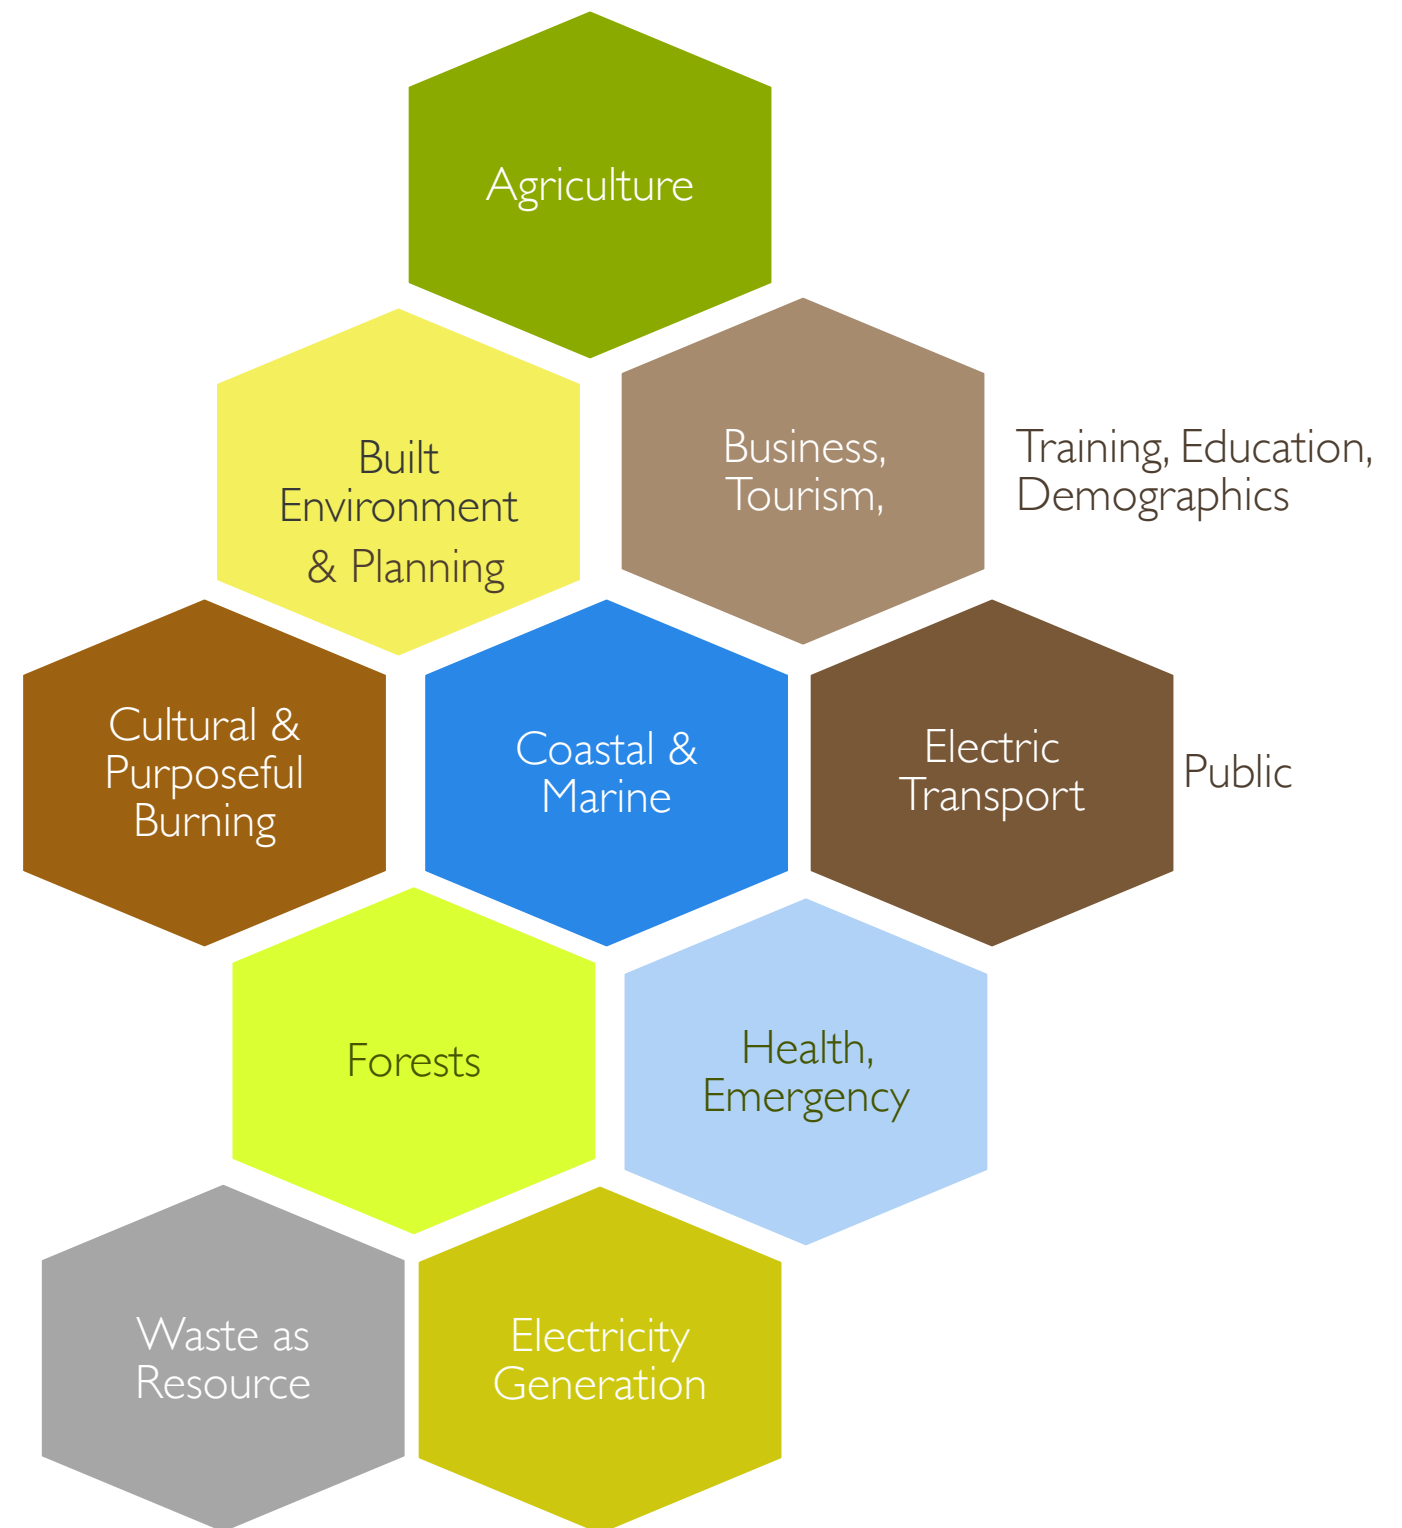 Agriculture
Built
Environment
& Planning
Business,
Tourism,
Training, Education,
Demographics
Cultural &
Purposeful
Burning
Coastal &
Marine
Electric
Transport
Public
Forests
Health,
Emergency
Waste as
Resource
Electricity
Generation